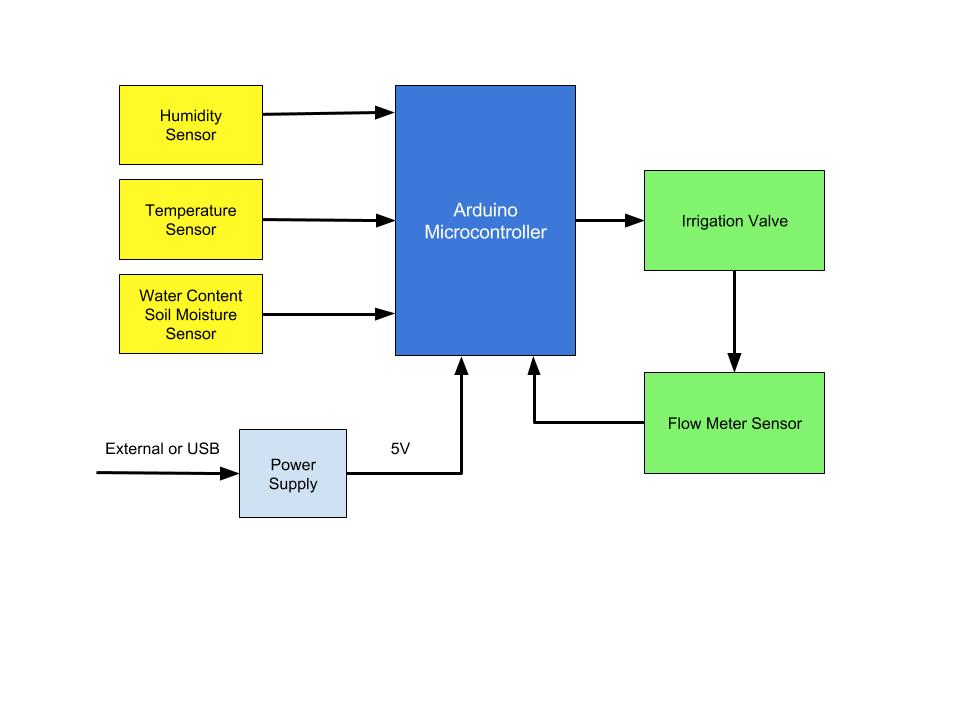 Humidity
Sensor
Temperature
Sensor
Water Content
Soil Moisture
Sensor
Arduino
Microcontroller
Irrigation Valve
Flow Meter Sensor
External or USB
Power
Supply
5V